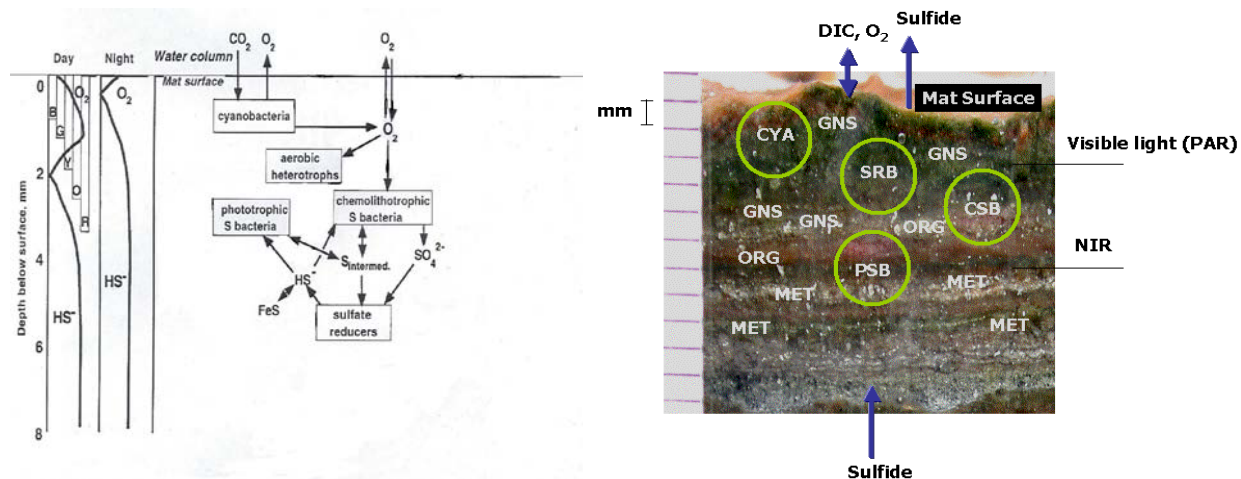 Day
Night
CO2
O2
O2
Water column
Mat surface
0
2
4
6
8
Depth below surface, mm
B
G
Y
O
R
O2
O2
HS-
HS-
cyanobacteria
O2
aerobic
heterotrophs
phototrophic
S bacteria
chemolithotrophic
S bacteria
S intermed.
SO4 2-
HS-
FeS
sulfate
reducers
Sulfide
DIC, O2
mm
Mat Surface
CYA
GNS
GNS
SRB
Visible light (PAR)
GNS
GNS
ORG
CSB
ORG
PSB
NIR
MET
MET
MET
MET
Sulfide